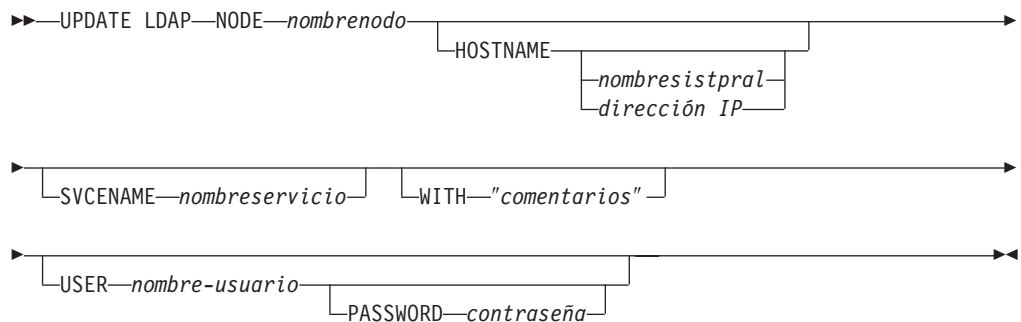 UPDATE LDAP NODE nombrenodo
HOSTNAME
nombresistpral
dirección IP
SVCENAME nombreservicio WITH "comentarios"
USER nombre-usuario
PASSWORD contraseña